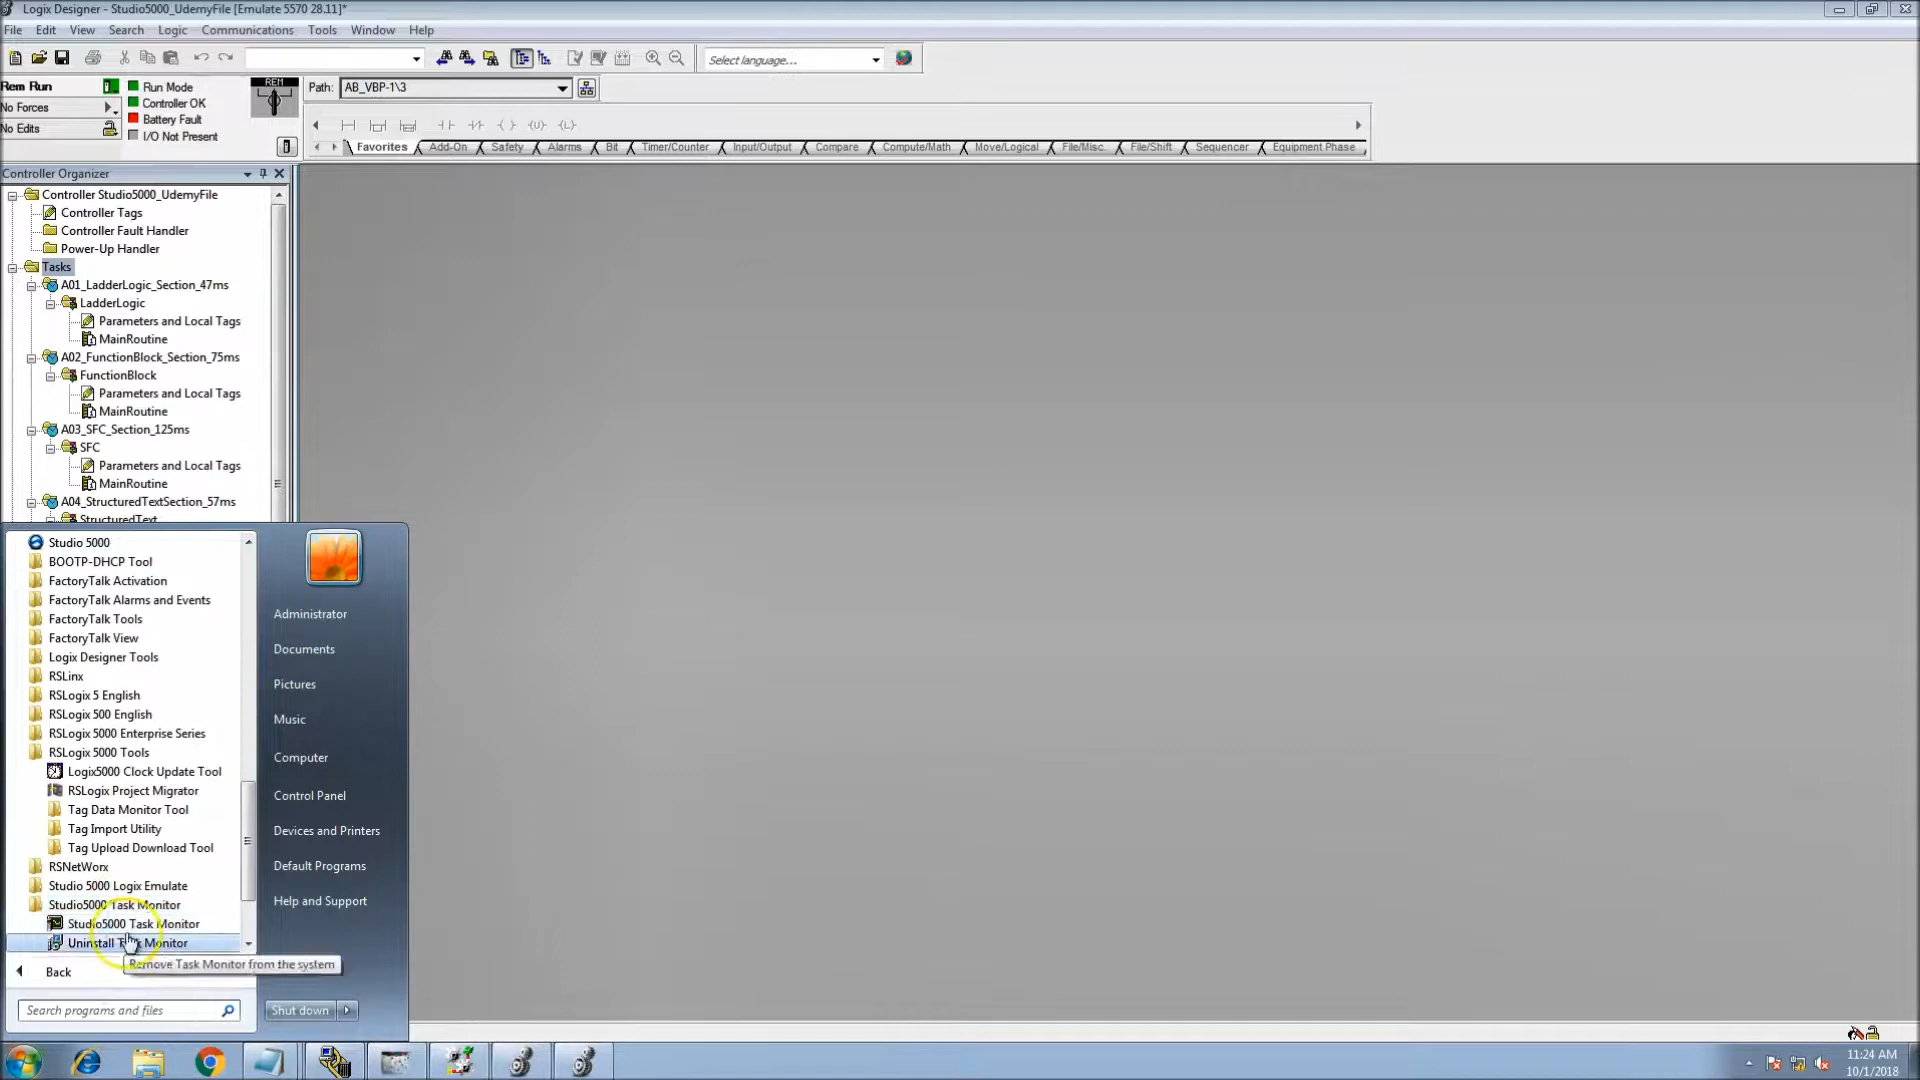 Logix Designer - Studio5000_UdemyFile [Emulate 5570 28.11]*
File Edit View Search Logic Communications Tools Window Help
Select language...
Rem Run
Run Mode
REM
Path: AB_VBP-1\3
No Forces
Controller OK
Battery Fault
No Edits
I/O Not Present
Favorites Add-On Safety Alarms Bit Timer/Counter Input/Output Compare Compute/Math Move/Logical File/Misc. File/Shift Sequencer Equipment Phase
Controller Organizer
Controller Studio5000_UdemyFile
Controller Tags
Controller Fault Handler
Power-Up Handler
Tasks
A01_LadderLogic_Section_47ms
LadderLogic
Parameters and Local Tags
MainRoutine
A02_FunctionBlock_Section_75ms
FunctionBlock
Parameters and Local Tags
MainRoutine
A03_SFC_Section_125ms
SFC
Parameters and Local Tags
MainRoutine
A04_StructuredTextSection_57ms
StructuredText
Studio 5000
BOOTP-DHCP Tool
FactoryTalk Activation
FactoryTalk Alarms and Events
FactoryTalk Tools
FactoryTalk View
Logix Designer Tools
RSLinx
RSLogix 5 English
RSLogix 500 English
RSLogix 5000 Enterprise Series
RSLogix 5000 Tools
Logix5000 Clock Update Tool
RSLogix Project Migrator
Tag Data Monitor Tool
Tag Import Utility
Tag Upload Download Tool
RSNetWorx
Studio 5000 Logix Emulate
Studio5000 Task Monitor
Studio5000 Task Monitor
Uninstall Task Monitor
Remove Task Monitor from the system
Back
Search programs and files
Administrator
Documents
Pictures
Music
Computer
Control Panel
Devices and Printers
Default Programs
Help and Support
Shut down
11:24 AM
10/1/2018